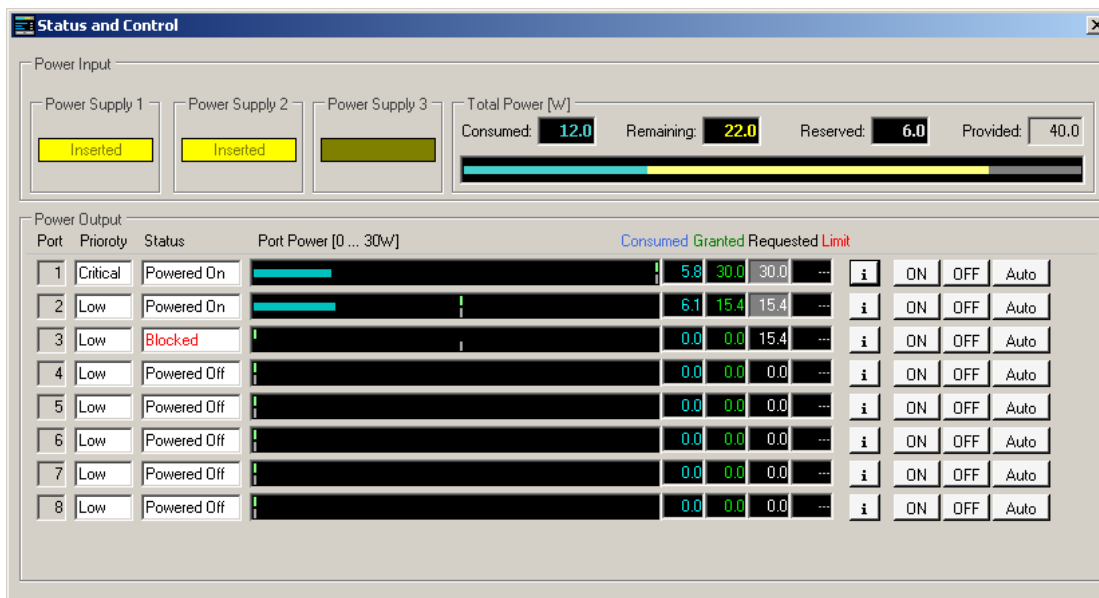 Status and Control
Power Input
Power Supply 1 Power Supply 2 Power Supply 3 Total Power [W]
Inserted Inserted Consumed: 12.0 Remaining: 22.0 Reserved: 6.0 Provided: 40.0
Power Output
Port Prioroty Status Port Power [0 ... 30W] Consumed Granted Requested Limit
1 Critical Powered On 5.8 30.0 30.0 --- i ON OFF Auto
2 Low Powered On 6.1 15.4 15.4 --- i ON OFF Auto
3 Low Blocked 0.0 0.0 15.4 --- i ON OFF Auto
4 Low Powered Off 0.0 0.0 0.0 --- i ON OFF Auto
5 Low Powered Off 0.0 0.0 0.0 --- i ON OFF Auto
6 Low Powered Off 0.0 0.0 0.0 --- i ON OFF Auto
7 Low Powered Off 0.0 0.0 0.0 --- i ON OFF Auto
8 Low Powered Off 0.0 0.0 0.0 --- i ON OFF Auto